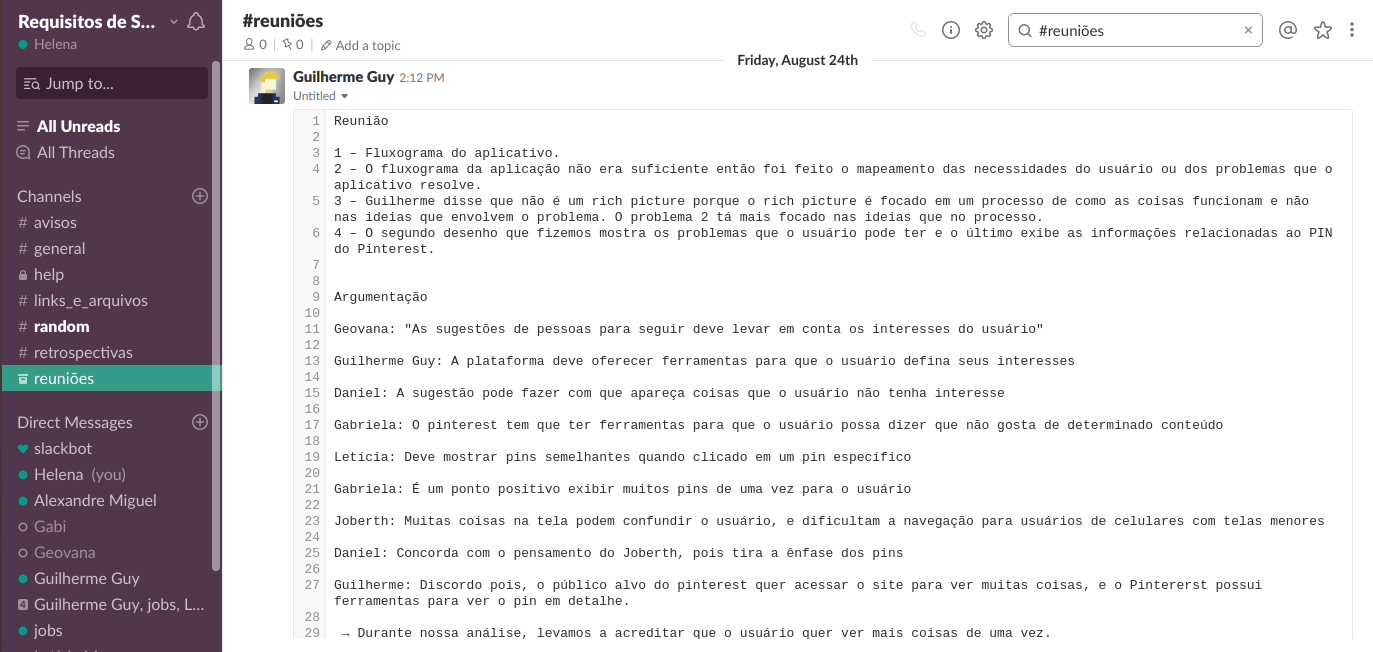 Requisitos de S...
Helena
Jump to...
All Unreads
All Threads
Channels
# avisos
# general
help
# links_e_arquivos
# random
# retrospectivas
reuniões
Direct Messages
slackbot
Helena (you)
Alexandre Miguel
Gabi
Geovana
Guilherme Guy
4 Guilherme Guy, jobs, L...
jobs
#reuniões
0 | 0 | Add a topic
#reuniões
Friday, August 24th
Guilherme Guy 2:12 PM
Untitled
1 Reunião
2
3 1 – Fluxograma do aplicativo.
4 2 – O fluxograma da aplicação não era suficiente então foi feito o mapeamento das necessidades do usuário ou dos problemas que o
aplicativo resolve.
5 3 – Guilherme disse que não é um rich picture porque o rich picture é focado em um processo de como as coisas funcionam e não
nas ideias que envolvem o problema. O problema 2 tá mais focado nas ideias que no processo.
6 4 – O segundo desenho que fizemos mostra os problemas que o usuário pode ter e o último exibe as informações relacionadas ao PIN
do Pinterest.
7
8
9 Argumentação
10
11 Geovana: "As sugestões de pessoas para seguir deve levar em conta os interesses do usuário"
12
13 Guilherme Guy: A plataforma deve oferecer ferramentas para que o usuário defina seus interesses
14
15 Daniel: A sugestão pode fazer com que apareça coisas que o usuário não tenha interesse
16
17 Gabriela: O pinterest tem que ter ferramentas para que o usuário possa dizer que não gosta de determinado conteúdo
18
19 Letícia: Deve mostrar pins semelhantes quando clicado em um pin específico
20
21 Gabriela: É um ponto positivo exibir muitos pins de uma vez para o usuário
22
23 Joberth: Muitas coisas na tela podem confundir o usuário, e dificultam a navegação para usuários de celulares com telas menores
24
25 Daniel: Concorda com o pensamento do Joberth, pois tira a ênfase dos pins
26
27 Guilherme: Discordo pois, o público alvo do pinterest quer acessar o site para ver muitas coisas, e o Pintererst possui
ferramentas para ver o pin em detalhe.
28
29 → Durante nossa análise, levamos a acreditar que o usuário quer ver mais coisas de uma vez.